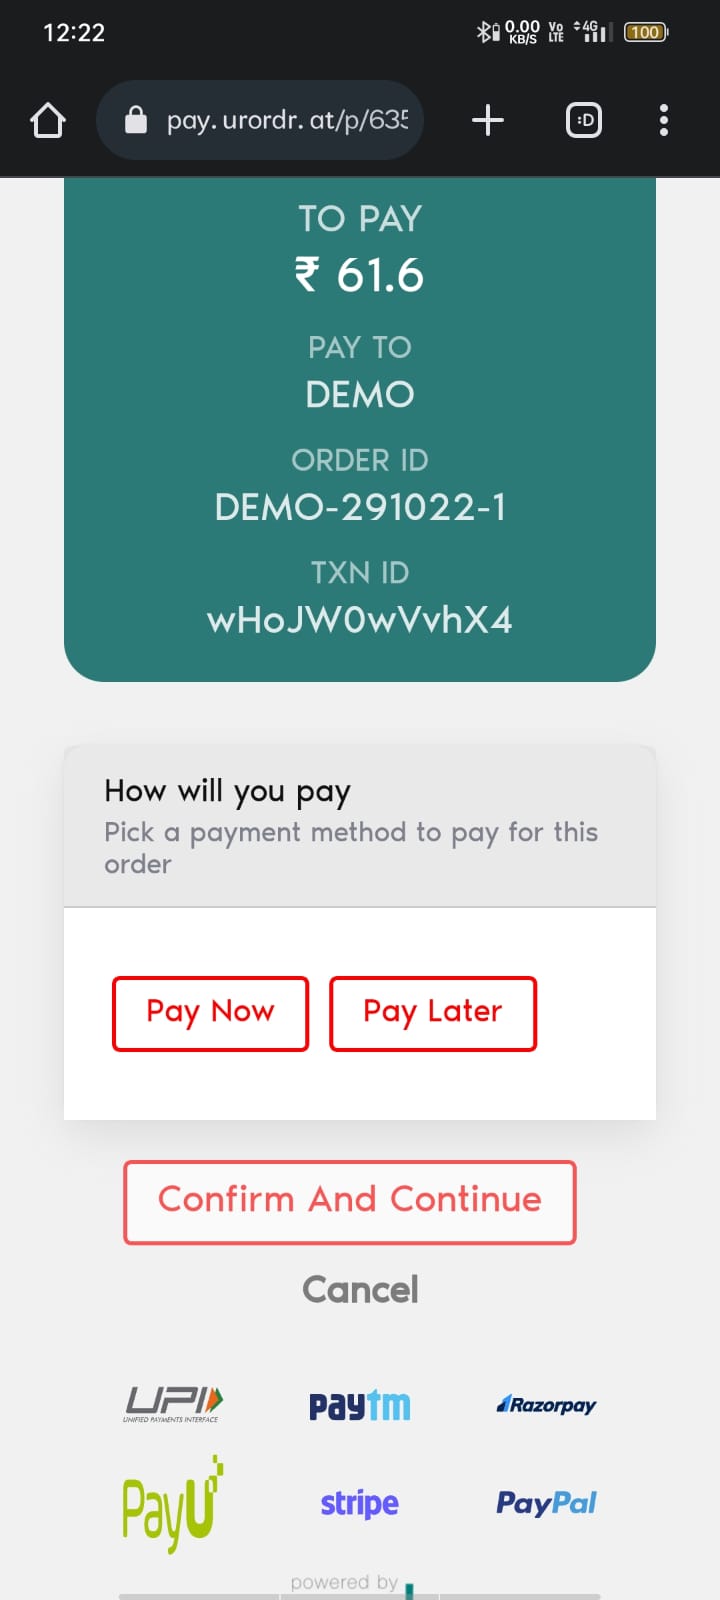 12:22
0.00 KB/S Vo LTE 4G 100
pay.urordr.at/p/635
:D
TO PAY
₹ 61.6
PAY TO
DEMO
ORDER ID
DEMO-291022-1
TXN ID
wHoJW0wVvhX4
How will you pay
Pick a payment method to pay for this
order
Pay Now Pay Later
Confirm And Continue
Cancel
UPI paytm Razorpay
UNIFIED PAYMENTS INTERFACE
PayU stripe PayPal
powered by